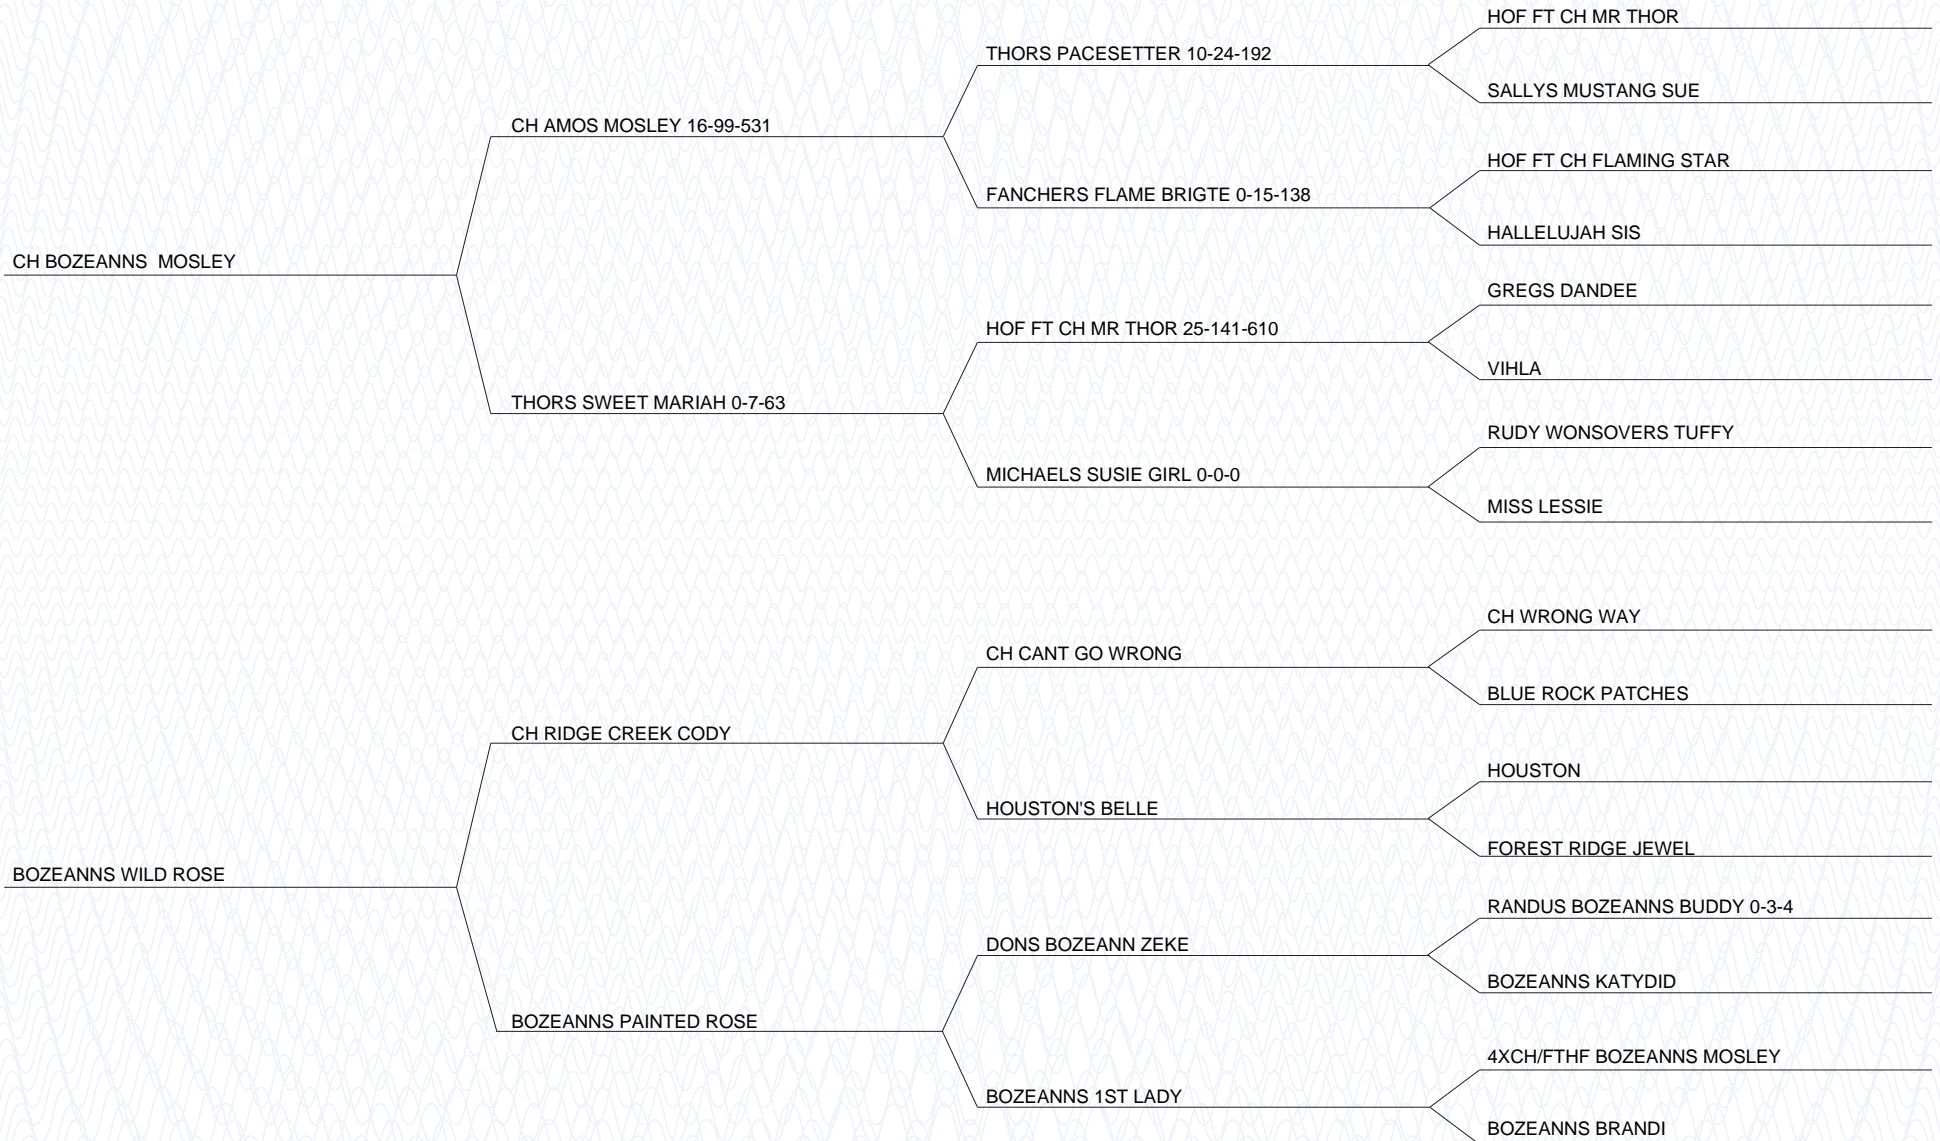 HOF FT CH MR THOR
THORS PACESETTER 10-24-192
SALLYS MUSTANG SUE
CH AMOS MOSLEY 16-99-531
HOF FT CH FLAMING STAR
FANCHERS FLAME BRIGTE 0-15-138
HALLELUJAH SIS
CH BOZEANNS  MOSLEY
GREGS DANDEE
HOF FT CH MR THOR 25-141-610
VIHLA
THORS SWEET MARIAH 0-7-63
RUDY WONSOVERS TUFFY
MICHAELS SUSIE GIRL 0-0-0
MISS LESSIE
CH WRONG WAY
CH CANT GO WRONG
BLUE ROCK PATCHES
CH RIDGE CREEK CODY
HOUSTON
HOUSTON'S BELLE
FOREST RIDGE JEWEL
BOZEANNS WILD ROSE
RANDUS BOZEANNS BUDDY 0-3-4
DONS BOZEANN ZEKE
BOZEANNS KATYDID
BOZEANNS PAINTED ROSE
4XCH/FTHF BOZEANNS MOSLEY
BOZEANNS 1ST LADY
BOZEANNS BRANDI